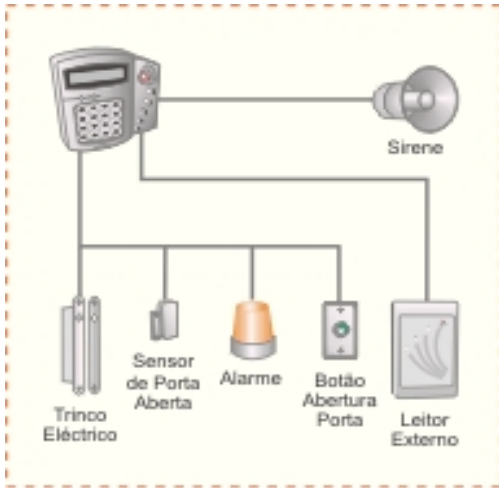 Sirene
Trinco
Eléctrico
Sensor
de Porta
Aberta
Alarme
Botão
Abertura
Porta
Leitor
Externo